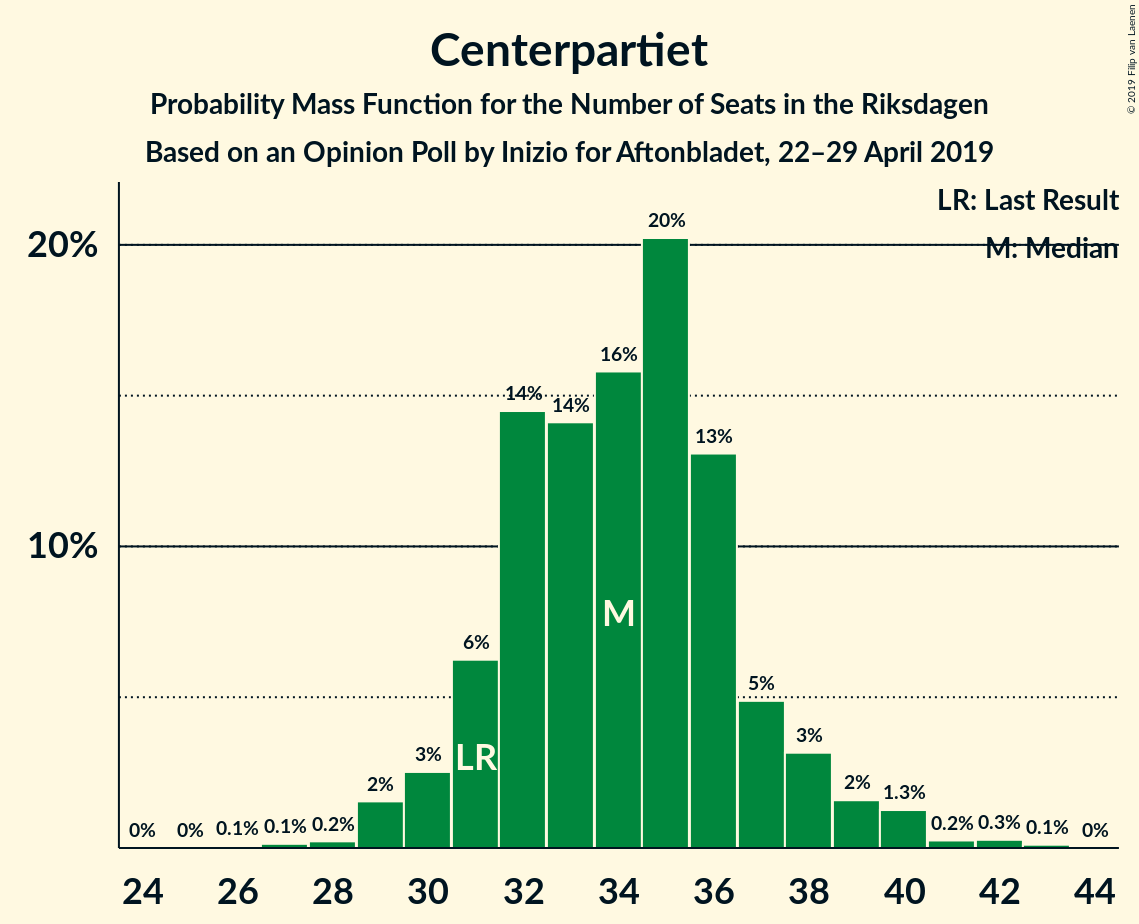 Centerpartiet
Probability Mass Function for the Number of Seats in the Riksdagen
Based on an Opinion Poll by Inizio for Aftonbladet, 22–29 April 2019
© 2019 Filip van Laenen
LR: Last Result
M: Median
20%
10%
0%
0%
0.1%
0.1%
0.2%
2%
3%
6%
14%
14%
16%
20%
13%
5%
3%
2%
1.3%
0.2%
0.3%
0.1%
0%
LR
M
24 26 28 30 32 34 36 38 40 42 44